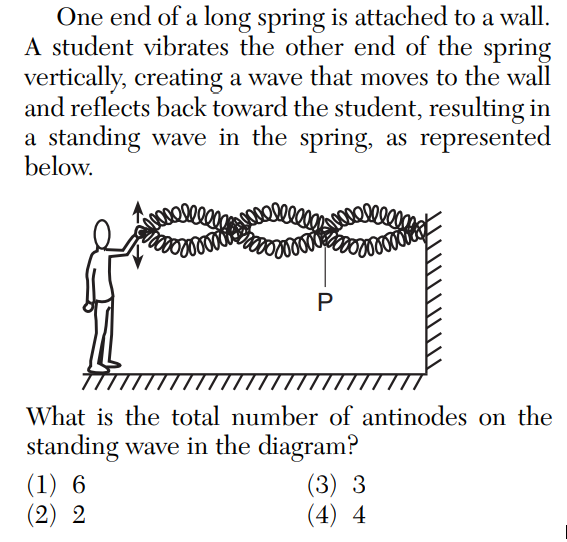 One end of a long spring is attached to a wall.
A student vibrates the other end of the spring
vertically, creating a wave that moves to the wall
and reflects back toward the student, resulting in
a standing wave in the spring, as represented
below.
P
What is the total number of antinodes on the
standing wave in the diagram?
(1) 6 (3) 3
(2) 2 (4) 4